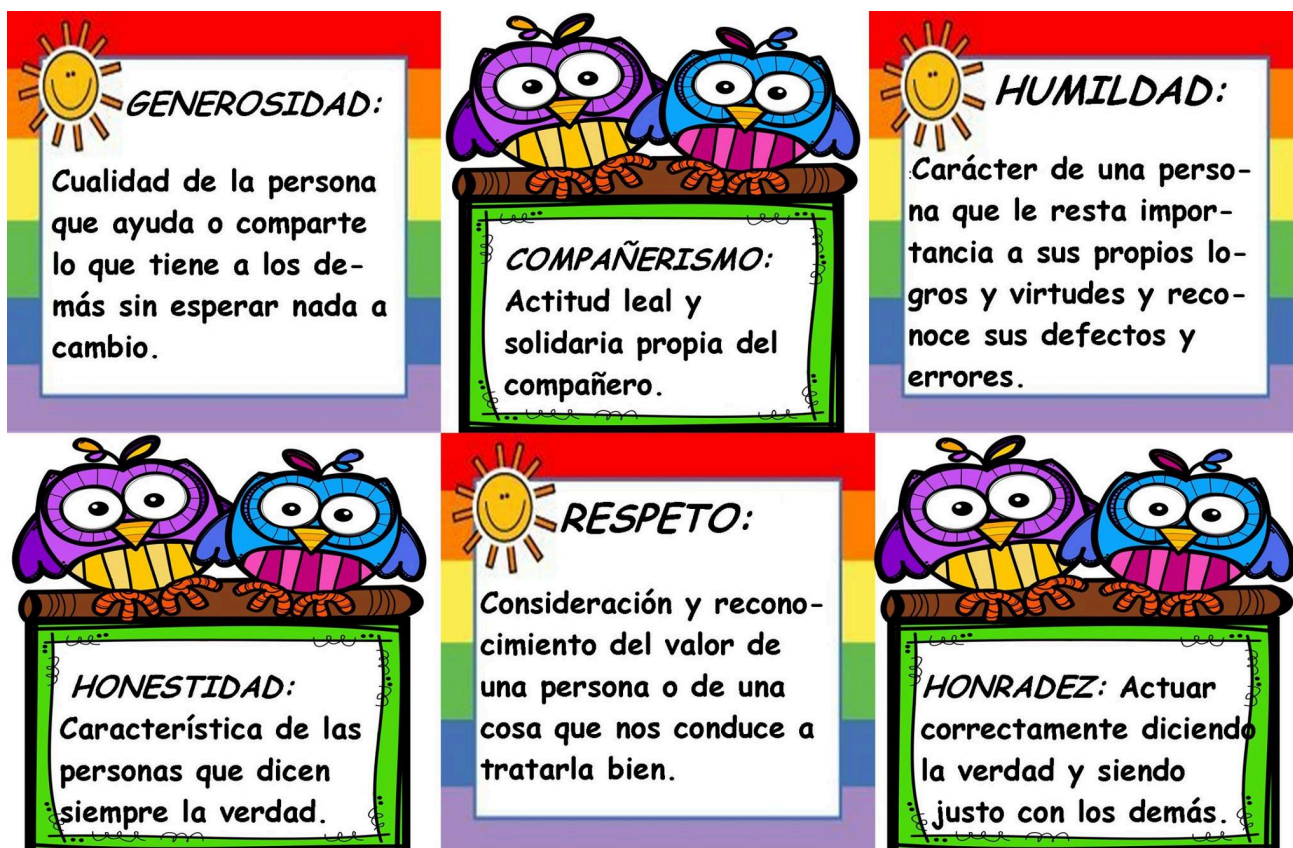 GENEROSIDAD:
Cualidad de la persona
que ayuda o comparte
lo que tiene a los de-
más sin esperar nada a
cambio.
COMPAÑERISMO:
Actitud leal y
solidaria propia del
compañero.
HUMILDAD:
:Carácter de una perso-
na que le resta impor-
tancia a sus propios lo-
gros y virtudes y reco-
noce sus defectos y
errores.
HONESTIDAD:
Característica de las
personas que dicen
siempre la verdad.
RESPETO:
Consideración y recono-
cimiento del valor de
una persona o de una
cosa que nos conduce a
tratarla bien.
HONRADEZ: Actuar
correctamente diciendo
la verdad y siendo
justo con los demás.